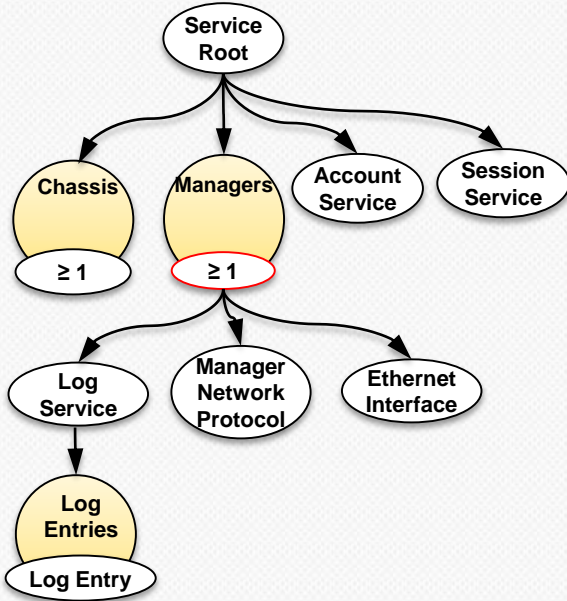 Service
Root
Chassis
Managers
Account
Service
Session
Service
≥ 1
≥ 1
Log
Service
Manager
Network
Protocol
Ethernet
Interface
Log
Entries
Log Entry